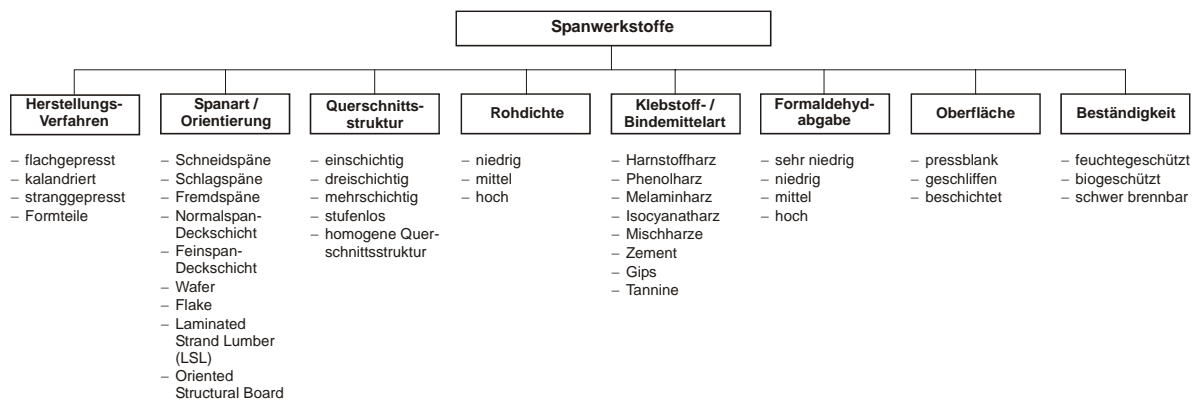 Spanwerkstoffe
Herstellungs-
Verfahren
– flachgepresst
– kalandriert
– stranggepresst
– Formteile
Spanart /
Orientierung
– Schneidspäne
– Schlagspäne
– Fremdspäne
– Normalspan-
Deckschicht
– Feinspan-
Deckschicht
– Wafer
– Flake
– Laminated
Strand Lumber
(LSL)
– Oriented
Structural Board
Querschnitts-
struktur
– einschichtig
– dreischichtig
– mehrschichtig
– stufenlos
– homogene Quer-
schnittsstruktur
Rohdichte
– niedrig
– mittel
– hoch
Klebstoff- /
Bindemittelart
– Harnstoffharz
– Phenolharz
– Melaminharz
– Isocyanatharz
– Mischharze
– Zement
– Gips
– Tannine
Formaldehyd-
abgabe
– sehr niedrig
– niedrig
– mittel
– hoch
Oberfläche
– pressblank
– geschliffen
– beschichtet
Beständigkeit
– feuchtegeschützt
– biogeschützt
– schwer brennbar